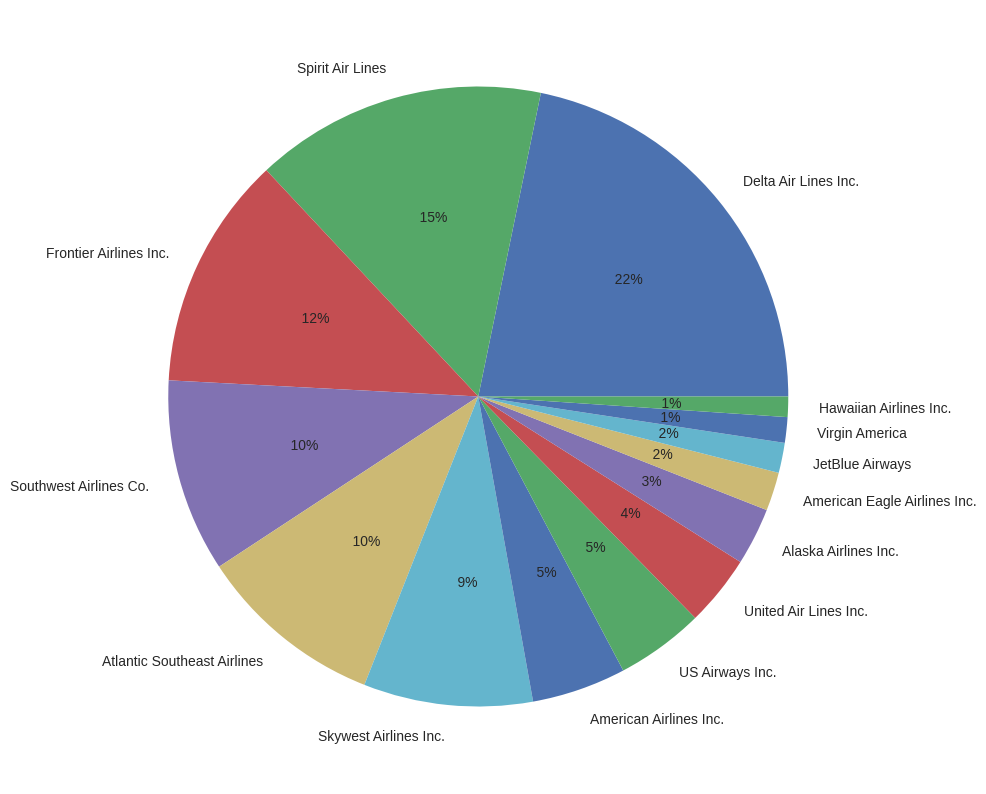 Spirit Air Lines
Delta Air Lines Inc.
15%
Frontier Airlines Inc.
22%
12%
1%
Hawaiian Airlines Inc.
1%
Virgin America
2%
JetBlue Airways
10%
2%
Southwest Airlines Co.
3%
American Eagle Airlines Inc.
4%
10%
5%
Alaska Airlines Inc.
5%
9%
United Air Lines Inc.
Atlantic Southeast Airlines
US Airways Inc.
American Airlines Inc.
Skywest Airlines Inc.